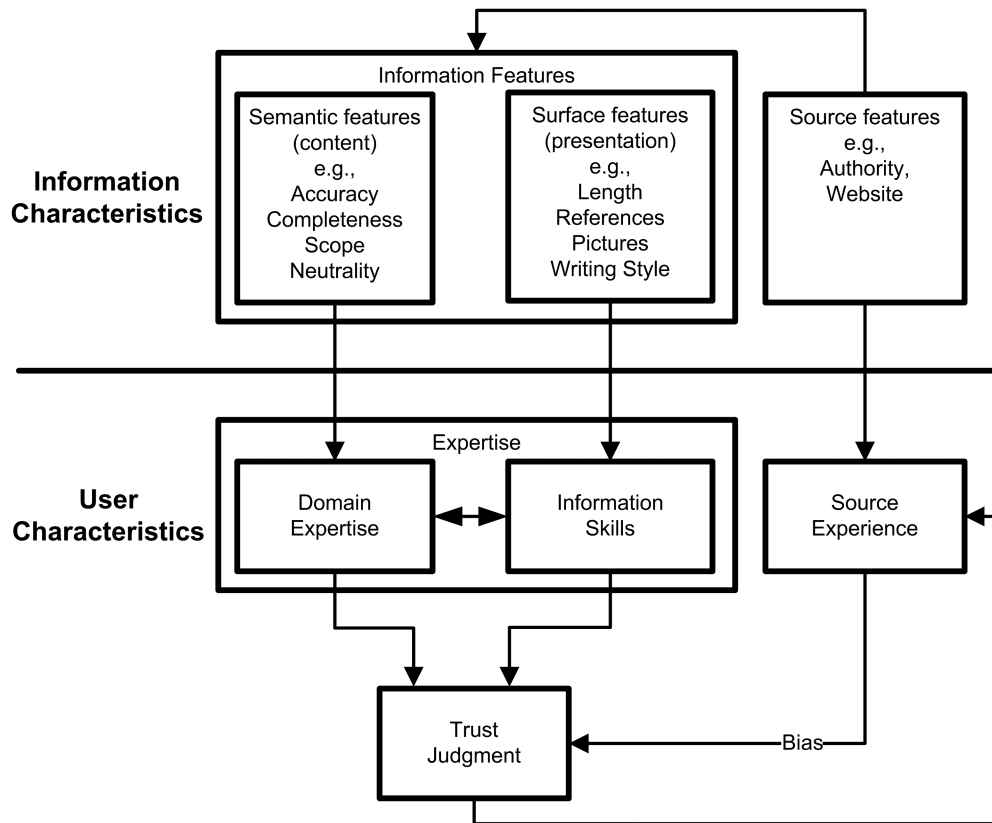 Information Features
Semantic features
(content)
e.g.,
Accuracy
Completeness
Scope
Neutrality
Surface features
(presentation)
e.g.,
Length
References
Pictures
Writing Style
Source features
e.g.,
Authority,
Website
Information
Characteristics
Expertise
Domain
Expertise
Information
Skills
Source
Experience
User
Characteristics
Trust
Judgment
Bias